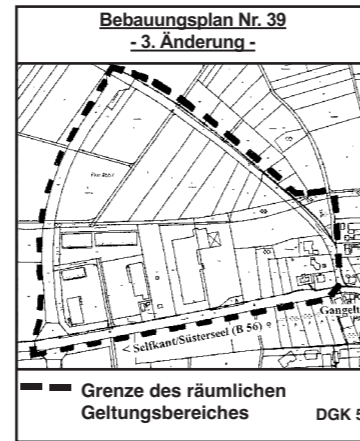 Bebauungsplan Nr. 39
- 3. Änderung -
< Selfkant/Süsterseel (B 56)
Gangelt
Grenze des räumlichen
Geltungsbereiches
DGK 5